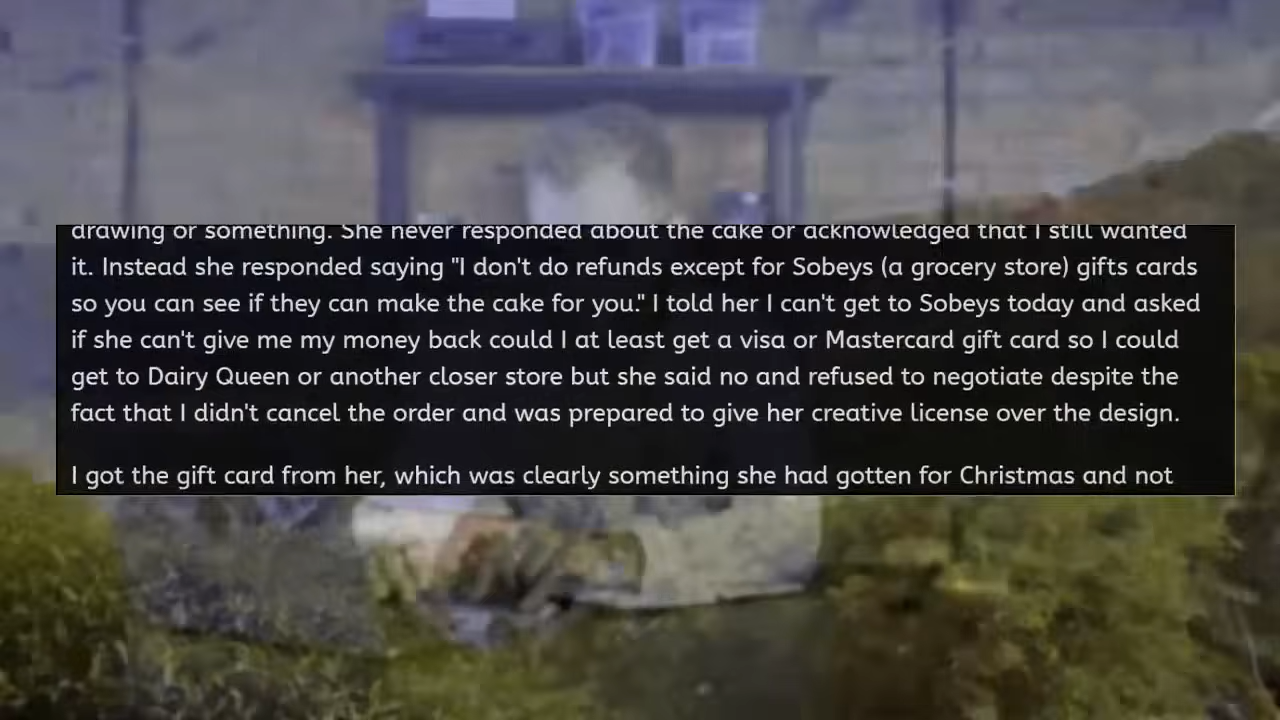 drawing or something. She never responded about the cake or acknowledged that I still wanted
it. Instead she responded saying "I don't do refunds except for Sobeys (a grocery store) gifts cards
so you can see if they can make the cake for you." I told her I can't get to Sobeys today and asked
if she can't give me my money back could I at least get a visa or Mastercard gift card so I could
get to Dairy Queen or another closer store but she said no and refused to negotiate despite the
fact that I didn't cancel the order and was prepared to give her creative license over the design.
I got the gift card from her, which was clearly something she had gotten for Christmas and not